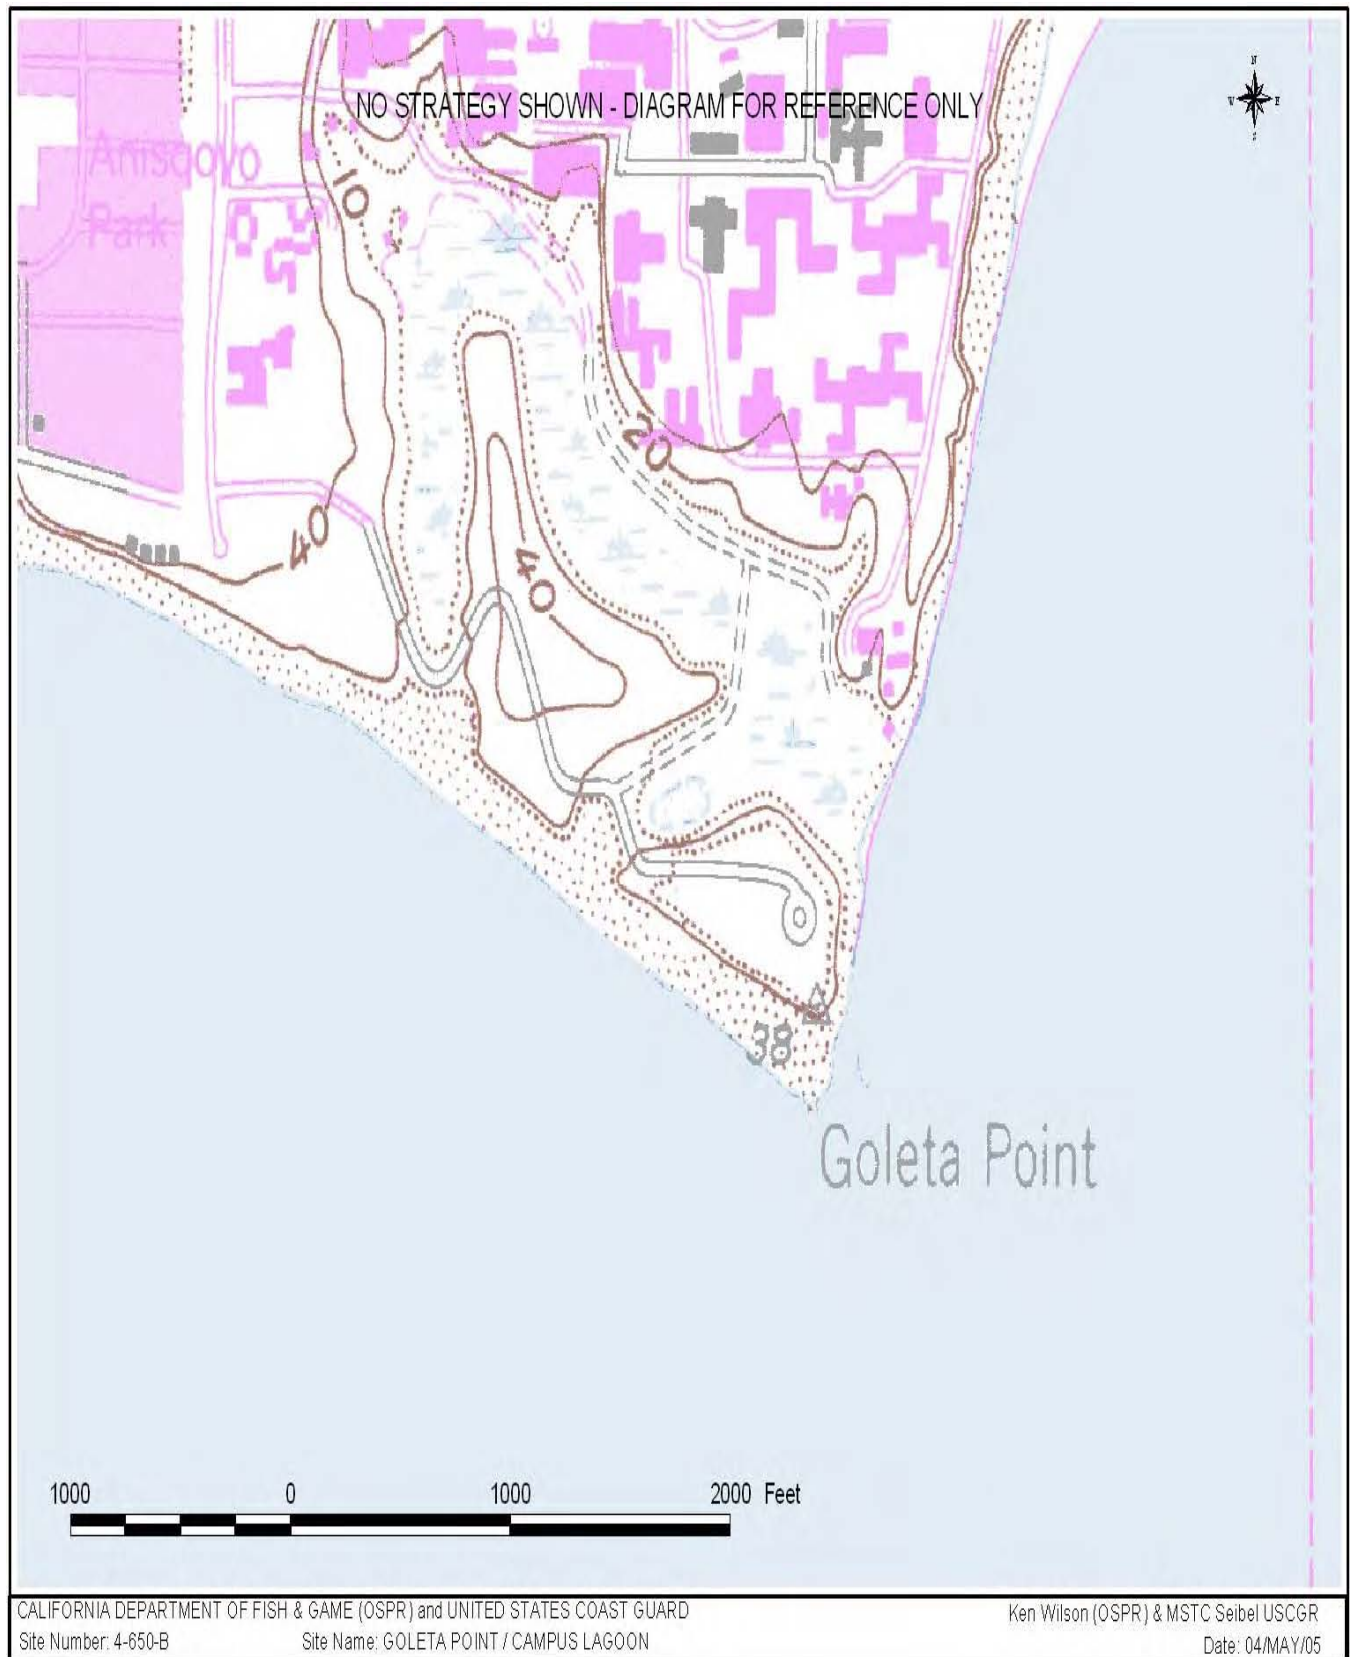 NO STRATEGY SHOWN - DIAGRAM FOR REFERENCE ONLY
N
W E
S
Anisqoyo
Park
10
20
40
40
38
Goleta Point
1000 0 1000 2000 Feet
CALIFORNIA DEPARTMENT OF FISH & GAME (OSPR) and UNITED STATES COAST GUARD
Ken Wilson (OSPR) & MSTC Seibel USCGR
Site Number: 4-650-B Site Name: GOLETA POINT / CAMPUS LAGOON
Date: 04/MAY/05